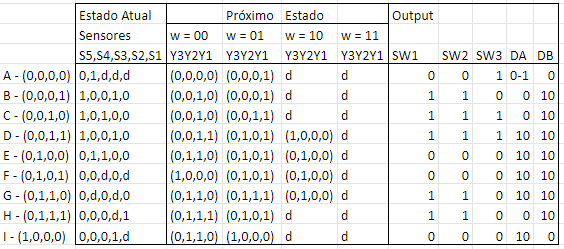 Estado Atual Próximo Estado Output
Sensores w = 00 w = 01 w = 10 w = 11
S5,S4,S3,S2,S1 Y3Y2Y1 Y3Y2Y1 Y3Y2Y1 Y3Y2Y1 SW1 SW2 SW3 DA DB
A - (0,0,0,0) 0,1,d,d,d (0,0,0,0) (0,0,0,1) d d 0 0 1 0-1 0
B - (0,0,0,1) 1,0,0,1,0 (0,0,1,0) (0,0,0,1) d d 1 1 0 0 10
C - (0,0,1,0) 1,0,1,0,0 (0,0,1,0) (0,0,1,1) d d 1 1 1 0 10
D - (0,0,1,1) 1,0,0,1,0 (0,0,1,1) (0,1,0,1) (1,0,0,0) d 1 1 1 10 10
E - (0,1,0,0) 0,1,1,0,0 (0,1,1,0) (0,1,0,1) (0,1,0,0) d 0 0 0 10 10
F - (0,1,0,1) 0,d,d,0,d (1,0,0,0) (0,1,0,1) (0,1,0,0) d 0 0 0 10 10
G - (0,1,1,0) 0,d,0,d,0 (0,1,1,0) (0,1,1,1) (0,1,0,0) d 1 1 0 10 10
H - (0,1,1,1) 0,0,0,d,1 (0,1,1,1) (0,1,0,1) d d 1 1 0 0 10
I - (1,0,0,0) 0,0,0,1,d (0,1,1,0) (1,0,0,0) d d 0 0 0 10 0